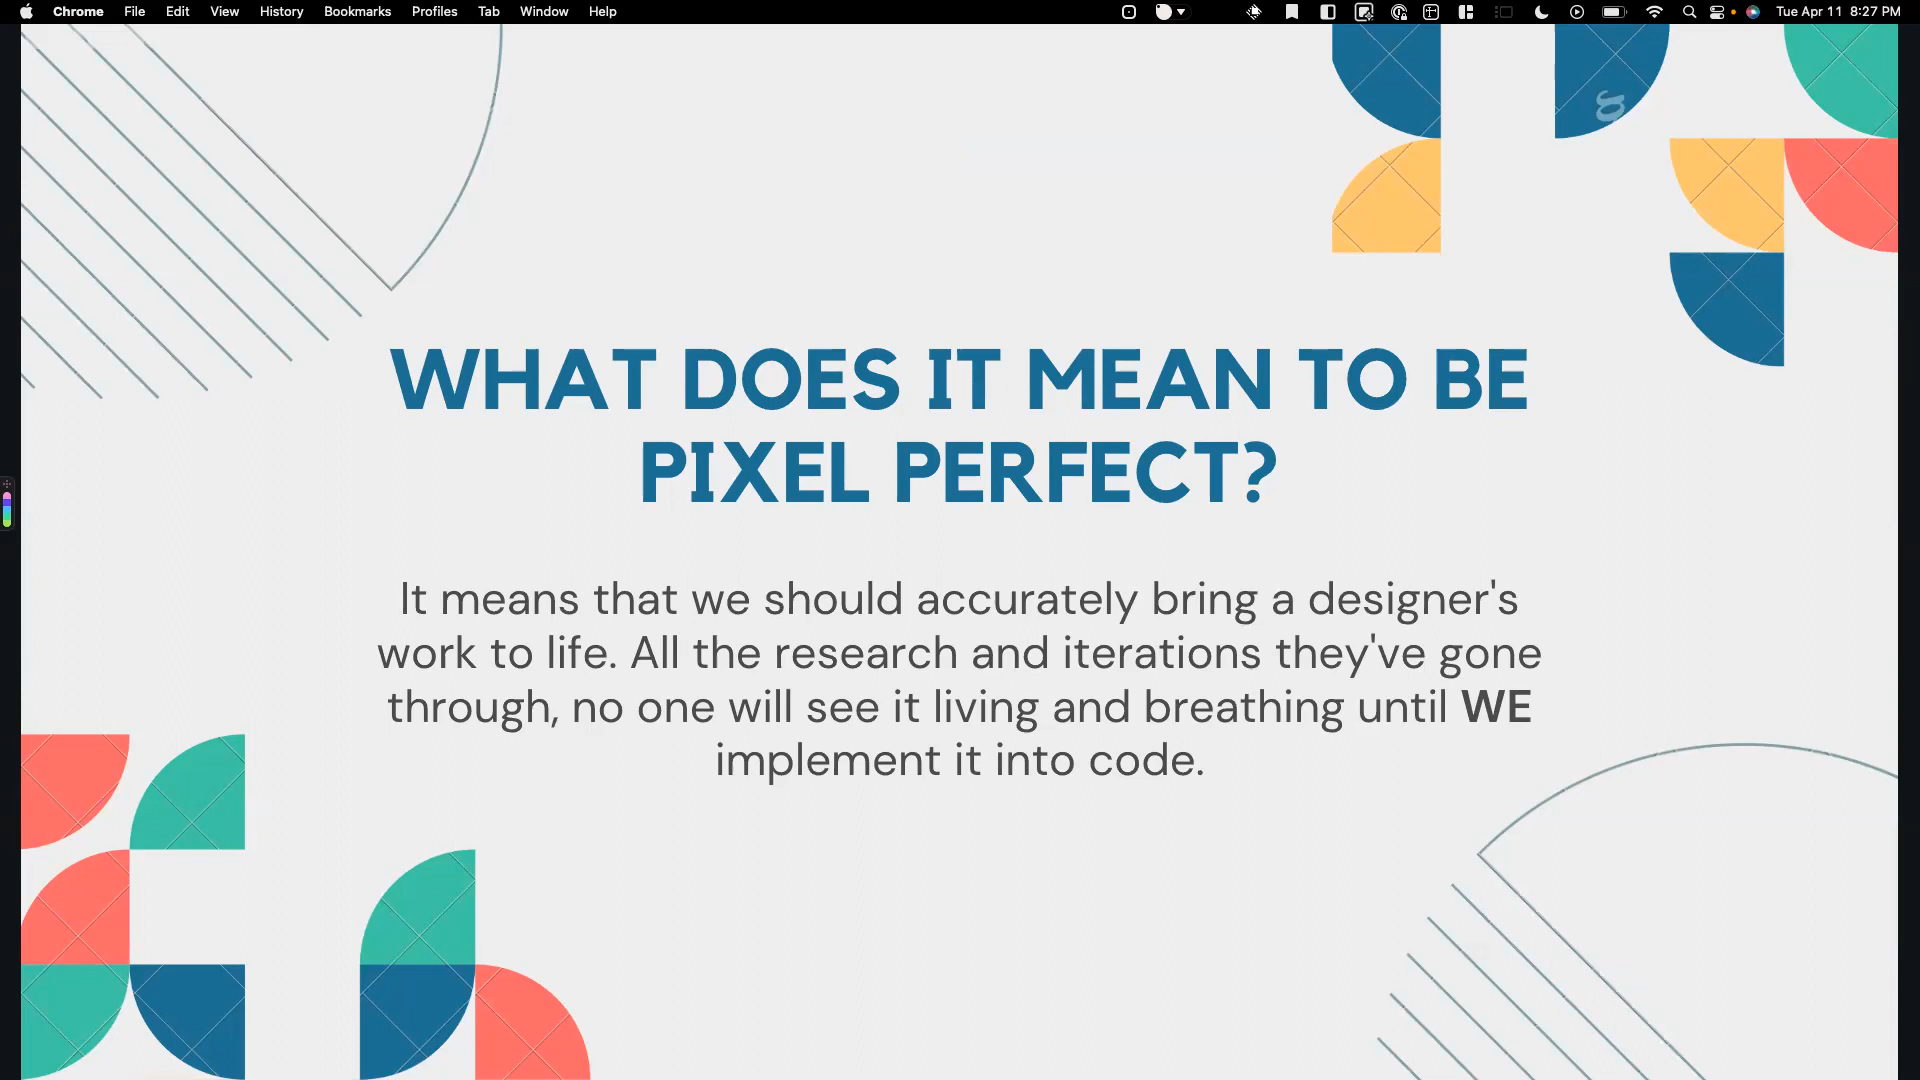 Chrome File Edit View History Bookmarks Profiles Tab Window Help Tue Apr 11 8:27 PM
WHAT DOES IT MEAN TO BE
PIXEL PERFECT?
It means that we should accurately bring a designer's
work to life. All the research and iterations they've gone
through, no one will see it living and breathing until WE
implement it into code.